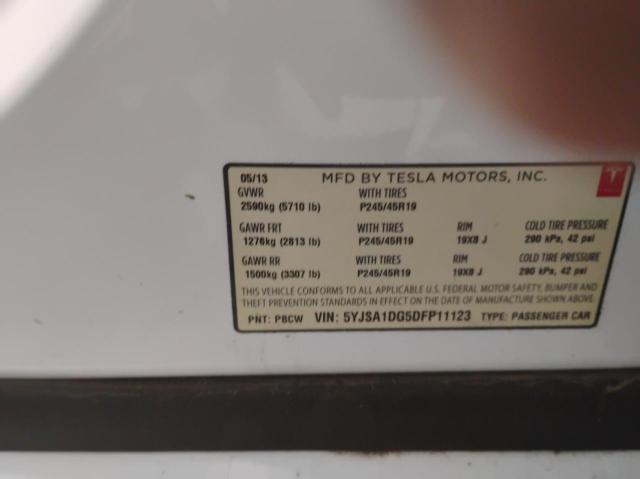 05/13 MFD BY TESLA MOTORS, INC.
GVWR WITH TIRES
2590kg (5710 lb) P245/45R19
GAWR FRT WITH TIRES RIM COLD TIRE PRESSURE
1276kg (2813 lb) P245/45R19 19X8 J 290 kPa, 42 psi
GAWR RR WITH TIRES RIM COLD TIRE PRESSURE
1500kg (3307 lb) P245/45R19 19X8 J 290 kPa, 42 psi
THIS VEHICLE CONFORMS TO ALL APPLICABLE U.S. FEDERAL MOTOR SAFETY, BUMPER AND
THEFT PREVENTION STANDARDS IN EFFECT ON THE DATE OF MANUFACTURE SHOWN ABOVE.
PNT: PBCW VIN: 5YJSA1DG5DFP11123 TYPE: PASSENGER CAR